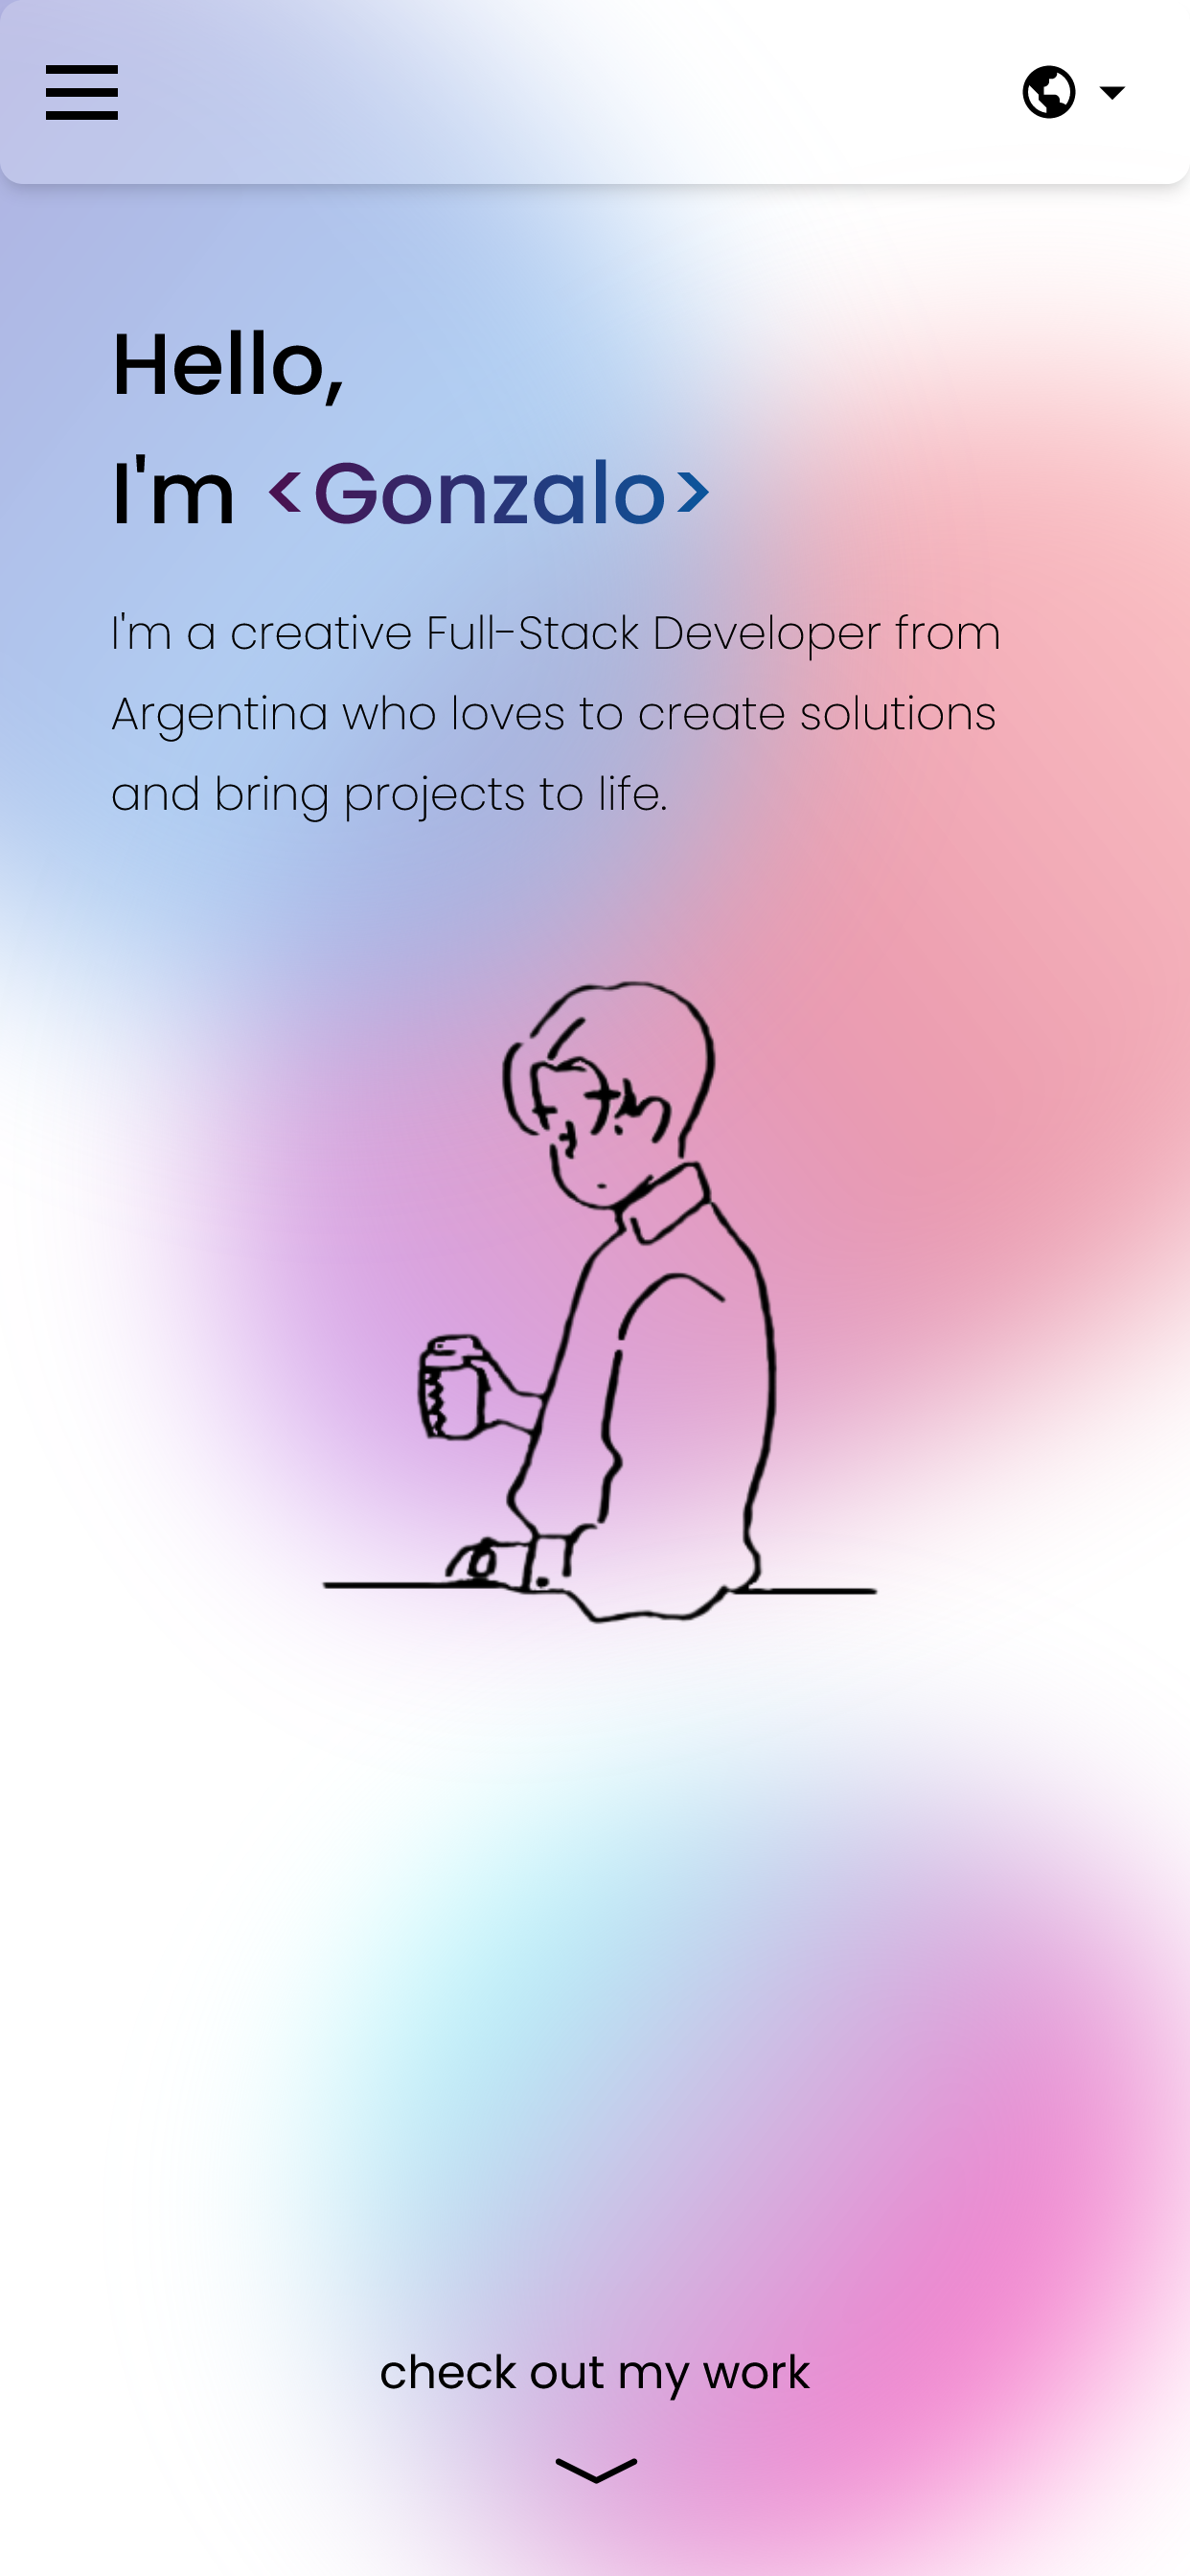 Hello,
I'm <Gonzalo>
I'm a creative Full-Stack Developer from
Argentina who loves to create solutions
and bring projects to life.
check out my work